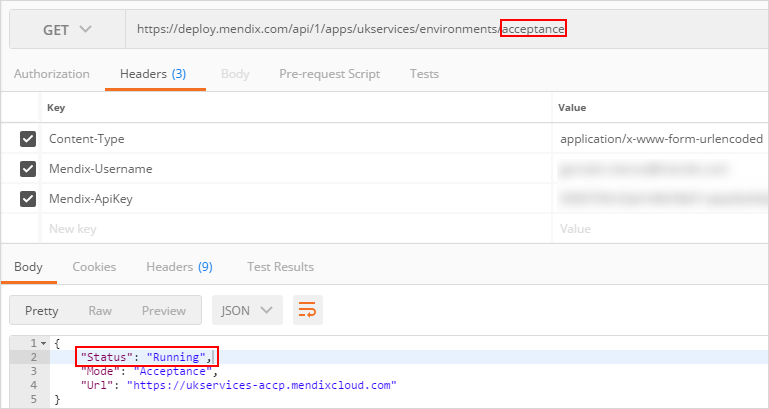 GET https://deploy.mendix.com/api/1/apps/ukservices/environments/acceptance
Authorization Headers (3) Body Pre-request Script Tests
Key Value
Content-Type application/x-www-form-urlencoded
Mendix-Username
Mendix-ApiKey
New key Value
Body Cookies Headers (9) Test Results
Pretty Raw Preview JSON
1 {
2 "Status": "Running",
3 "Mode": "Acceptance",
4 "Url": "https://ukservices-accp.mendixcloud.com"
5 }